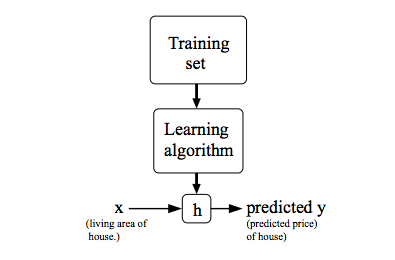 Training
set
Learning
algorithm
x
h
predicted y
(living area of
house.)
(predicted price)
of house)